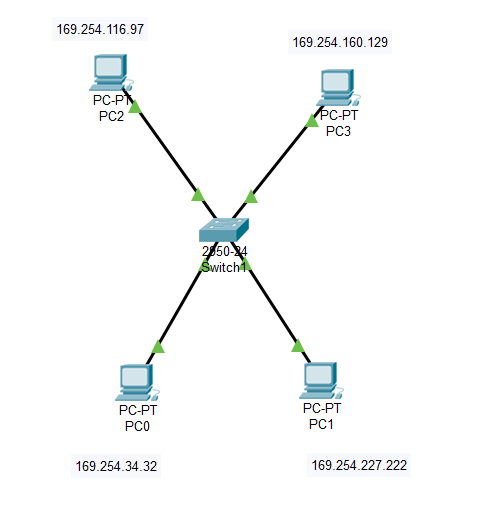 169.254.116.97
169.254.160.129
PC-PT
PC2
PC-PT
PC3
2950-24
Switch1
PC-PT
PC0
PC-PT
PC1
169.254.34.32
169.254.227.222